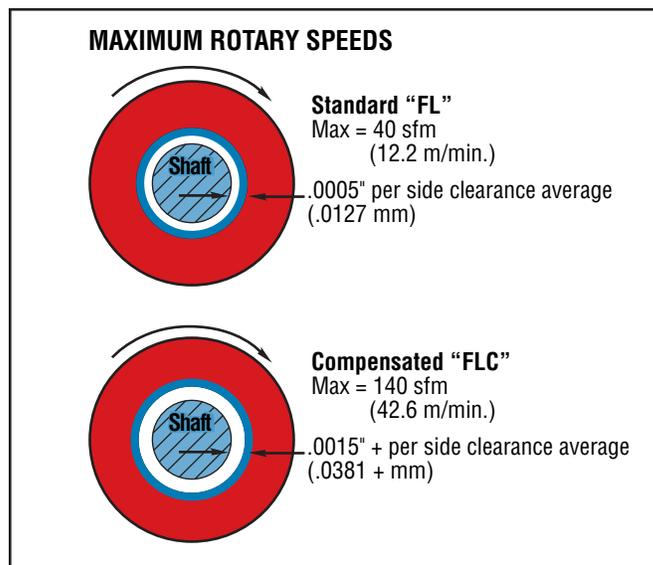 MAXIMUM ROTARY SPEEDS
Standard “FL”
Max = 40 sfm
(12.2 m/min.)
Shaft
.0005" per side clearance average
(.0127 mm)
Compensated “FLC”
Max = 140 sfm
(42.6 m/min.)
Shaft
.0015" + per side clearance average
(.0381 + mm)